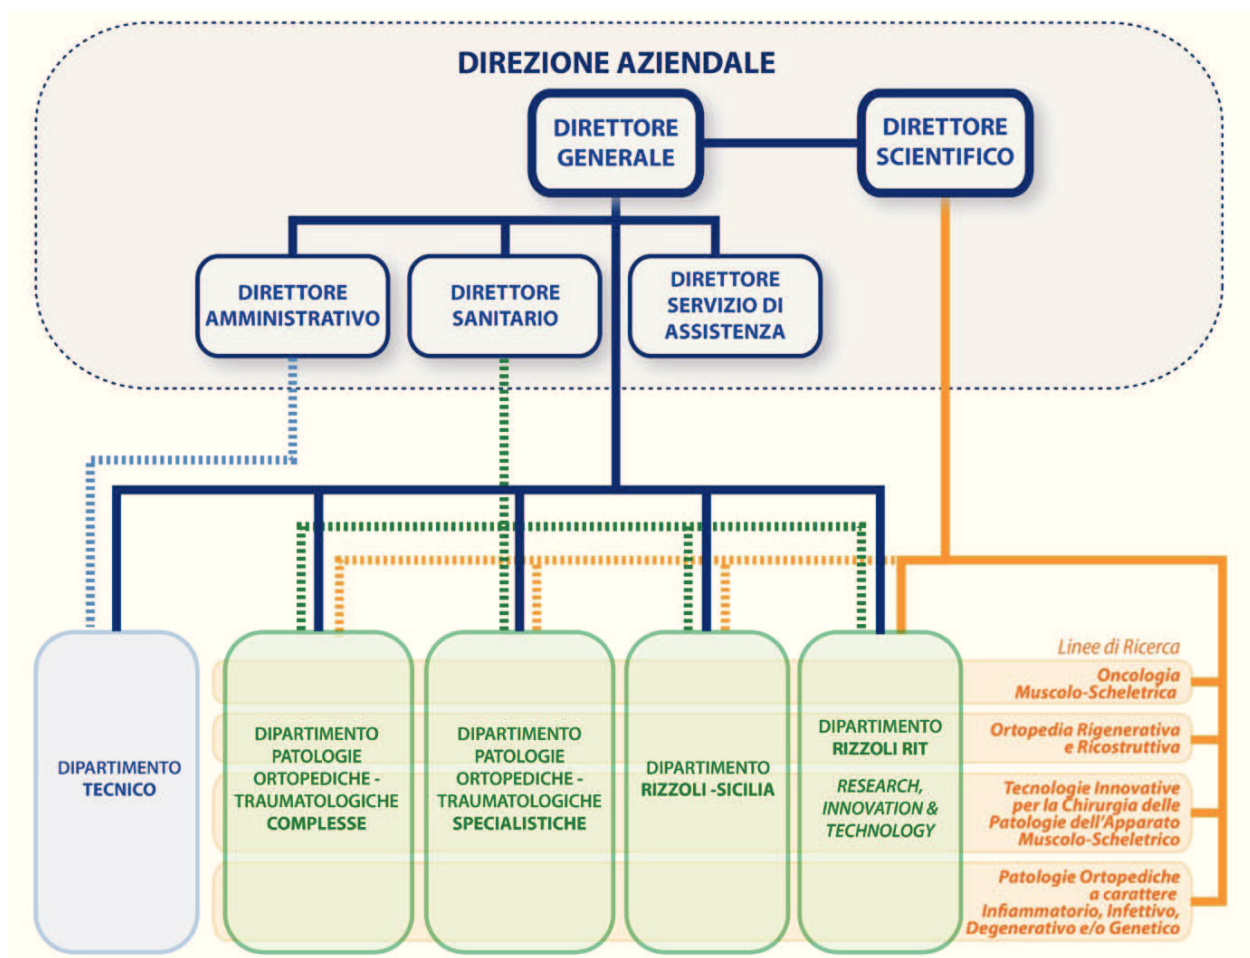 DIREZIONE AZIENDALE
DIRETTORE
GENERALE
DIRETTORE
SCIENTIFICO
DIRETTORE
AMMINISTRATIVO
DIRETTORE
SANITARIO
DIRETTORE
SERVIZIO DI
ASSISTENZA
DIPARTIMENTO
TECNICO
DIPARTIMENTO
PATOLOGIE
ORTOPEDICHE -
TRAUMATOLOGICHE
COMPLESSE
DIPARTIMENTO
PATOLOGIE
ORTOPEDICHE -
TRAUMATOLOGICHE
SPECIALISTICHE
DIPARTIMENTO
RIZZOLI -SICILIA
DIPARTIMENTO
RIZZOLI RIT
RESEARCH,
INNOVATION &
TECHNOLOGY
Linee di Ricerca
Oncologia
Muscolo-Scheletrica
Ortopedia Rigenerativa
e Ricostruttiva
Tecnologie Innovative
per la Chirurgia delle
Patologie dell'Apparato
Muscolo-Scheletrico
Patologie Ortopediche
a carattere
Infiammatorio, Infettivo,
Degenerativo e/o Genetico